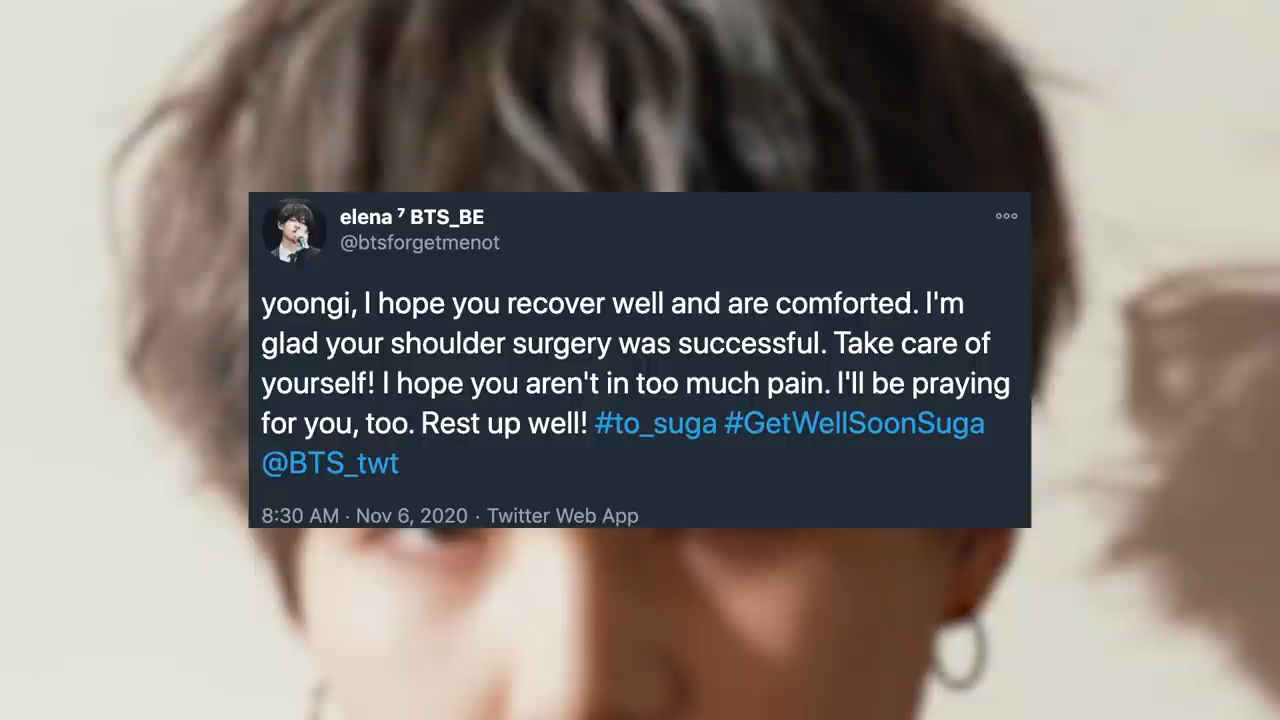 elena ⁷ BTS_BE
@btsforgetmenot
yoongi, I hope you recover well and are comforted. I'm
glad your shoulder surgery was successful. Take care of
yourself! I hope you aren't in too much pain. I'll be praying
for you, too. Rest up well! #to_suga #GetWellSoonSuga
@BTS_twt
8:30 AM · Nov 6, 2020 · Twitter Web App